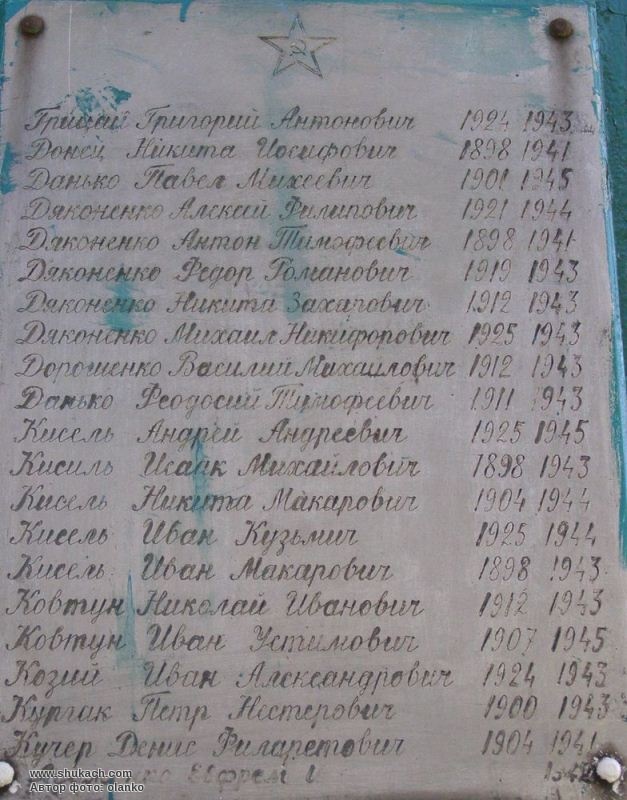 Грицай Григорий Антонович 1924 1943
Донец Никита Иосифович 1898 1941
Данько Павел Михеевич 1901 1945
Дяконенко Алексей Филипович 1921 1944
Дяконенко Антон Тимофеевич 1898 1941
Дяконенко Федор Романович 1919 1943
Дяконенко Никита Захарович 1912 1943
Дяконенко Михаил Никифорович 1925 1943
Дорошенко Василий Михаилович 1912 1943
Данько Феодосий Тимофеевич 1911 1943
Кисель Андрей Андреевич 1925 1945
Кисиль Исаак Михайлович 1898 1943
Кисель Никита Макарович 1904 1944
Кисель Иван Кузьмич 1925 1944
Кисель Иван Макарович 1898 1943
Ковтун Николай Иванович 1912 1943
Ковтун Иван Устимович 1907 1945
Козий Иван Александрович 1924 1943
Кургак Петр Нестерович 1900 1943
Кучер Денис Филаретович 1904 1941
Евфрем
www.shukach.com
Автор фото: olanko